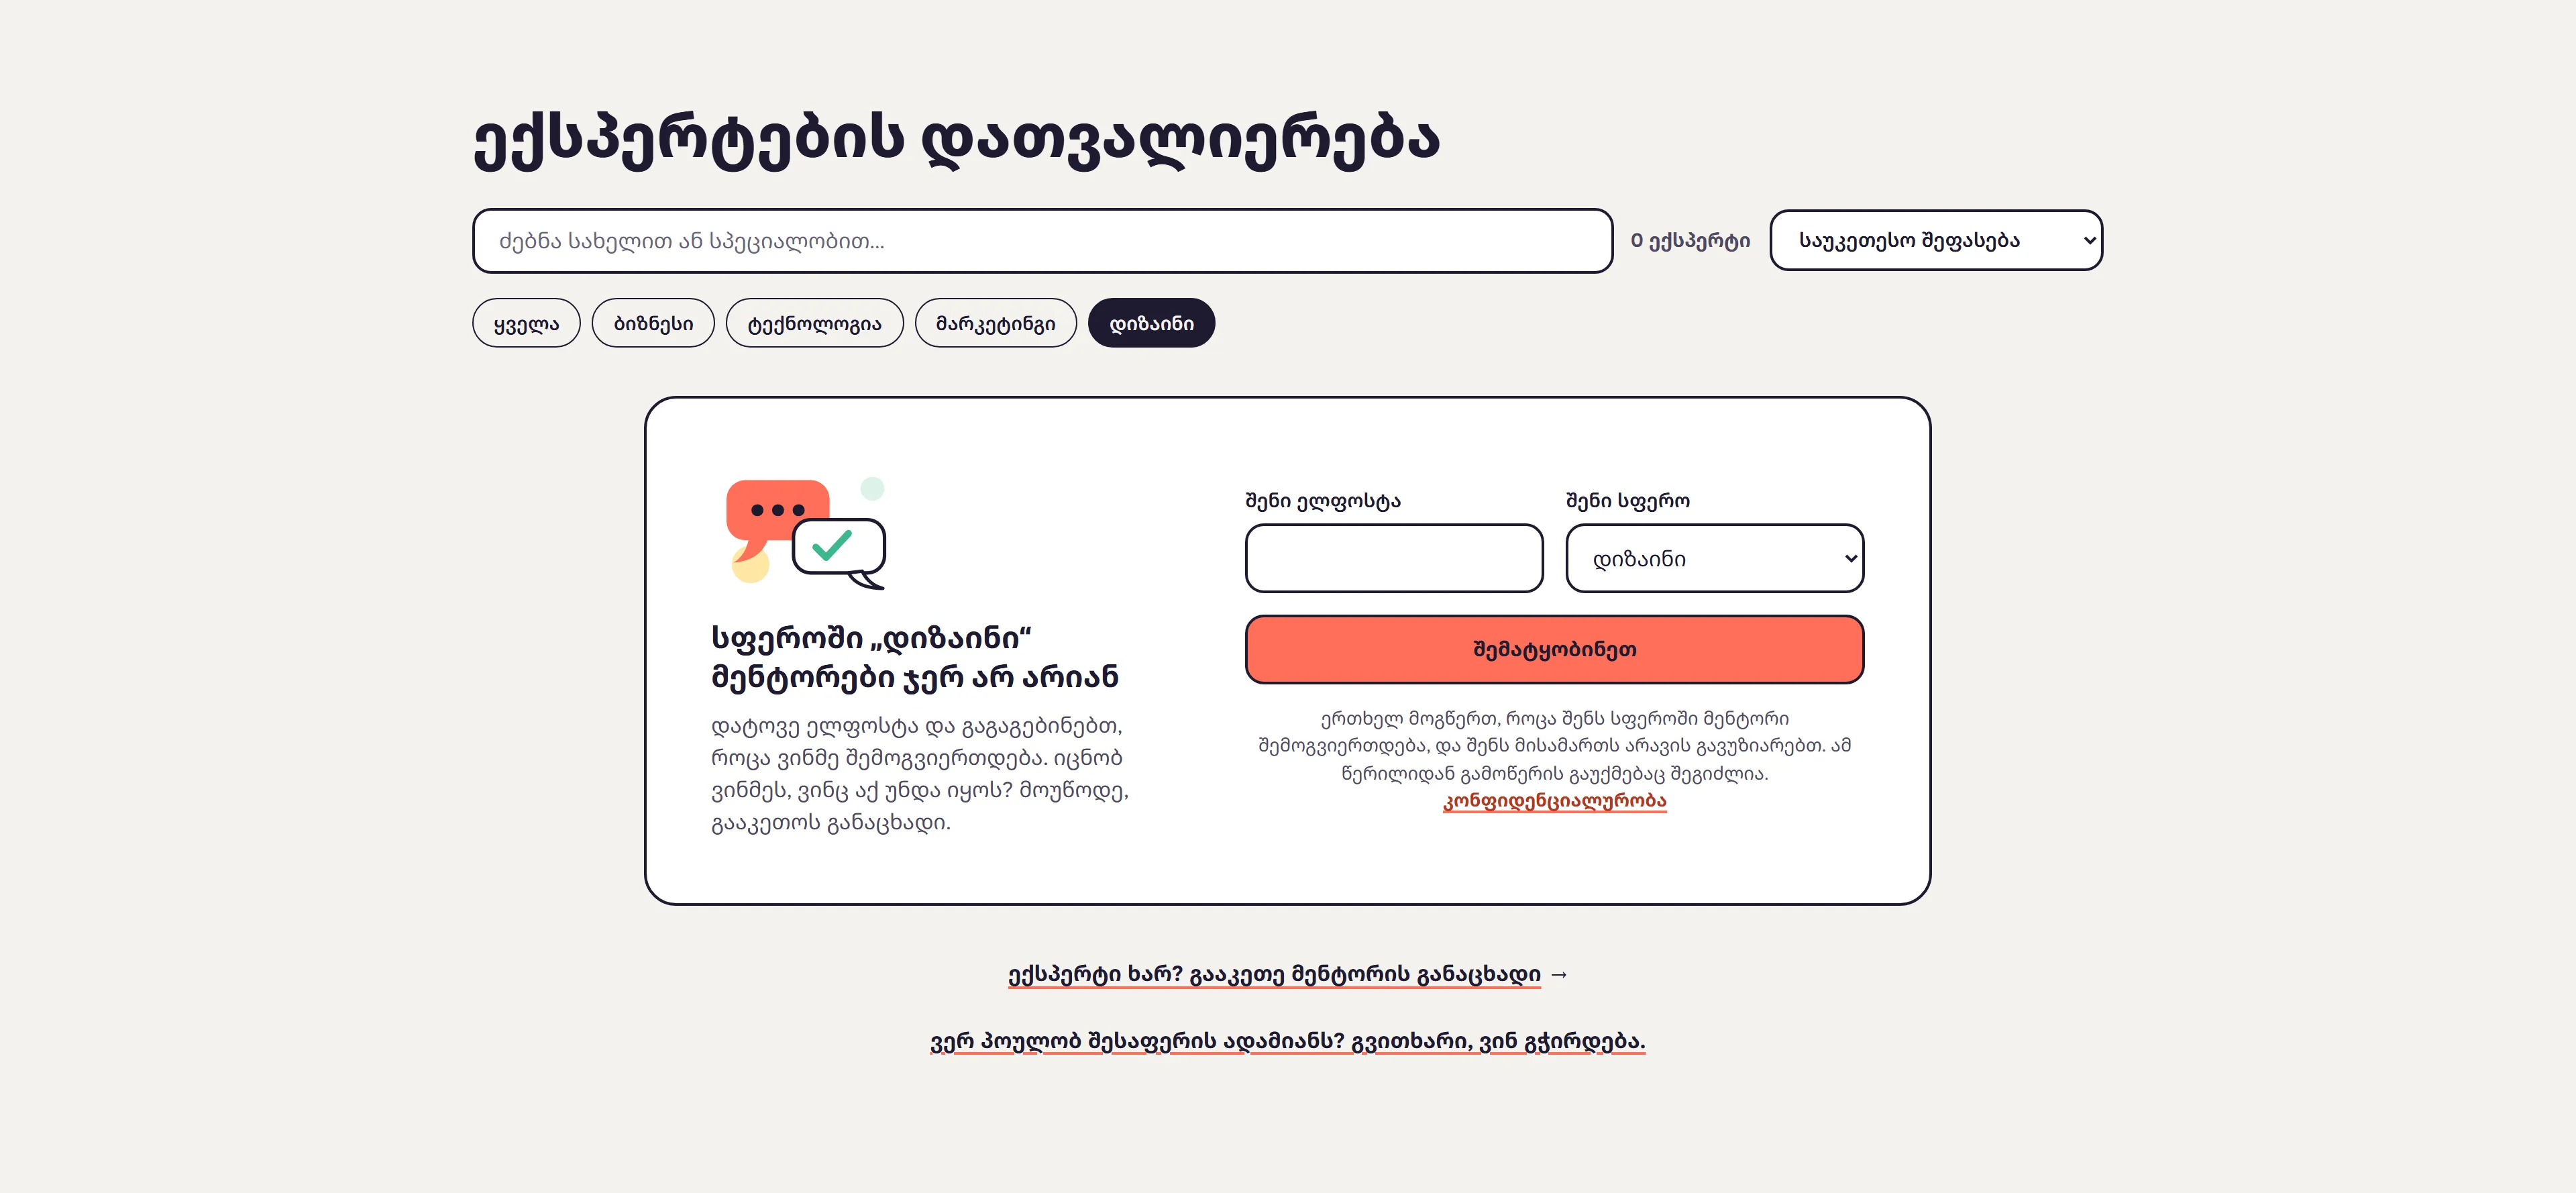 ექსპერტების დათვალიერება
ძებნა სახელით ან სპეციალობით...
0 ექსპერტი
საუკეთესო შეფასება
ყველა
ბიზნესი
ტექნოლოგია
მარკეტინგი
დიზაინი
სფეროში „დიზაინი“
მენტორები ჯერ არ არიან
დატოვე ელფოსტა და გაგაგებინებთ,
როცა ვინმე შემოგვიერთდება. იცნობ
ვინმეს, ვინც აქ უნდა იყოს? მოუწოდე,
გააკეთოს განაცხადი.
შენი ელფოსტა
შენი სფერო
დიზაინი
შემატყობინეთ
ერთხელ მოგწერთ, როცა შენს სფეროში მენტორი
შემოგვიერთდება, და შენს მისამართს არავის გავუზიარებთ. ამ
წერილიდან გამოწერის გაუქმებაც შეგიძლია.
კონფიდენციალურობა
ექსპერტი ხარ? გააკეთე მენტორის განაცხადი →
ვერ პოულობ შესაფერის ადამიანს? გვითხარი, ვინ გჭირდება.